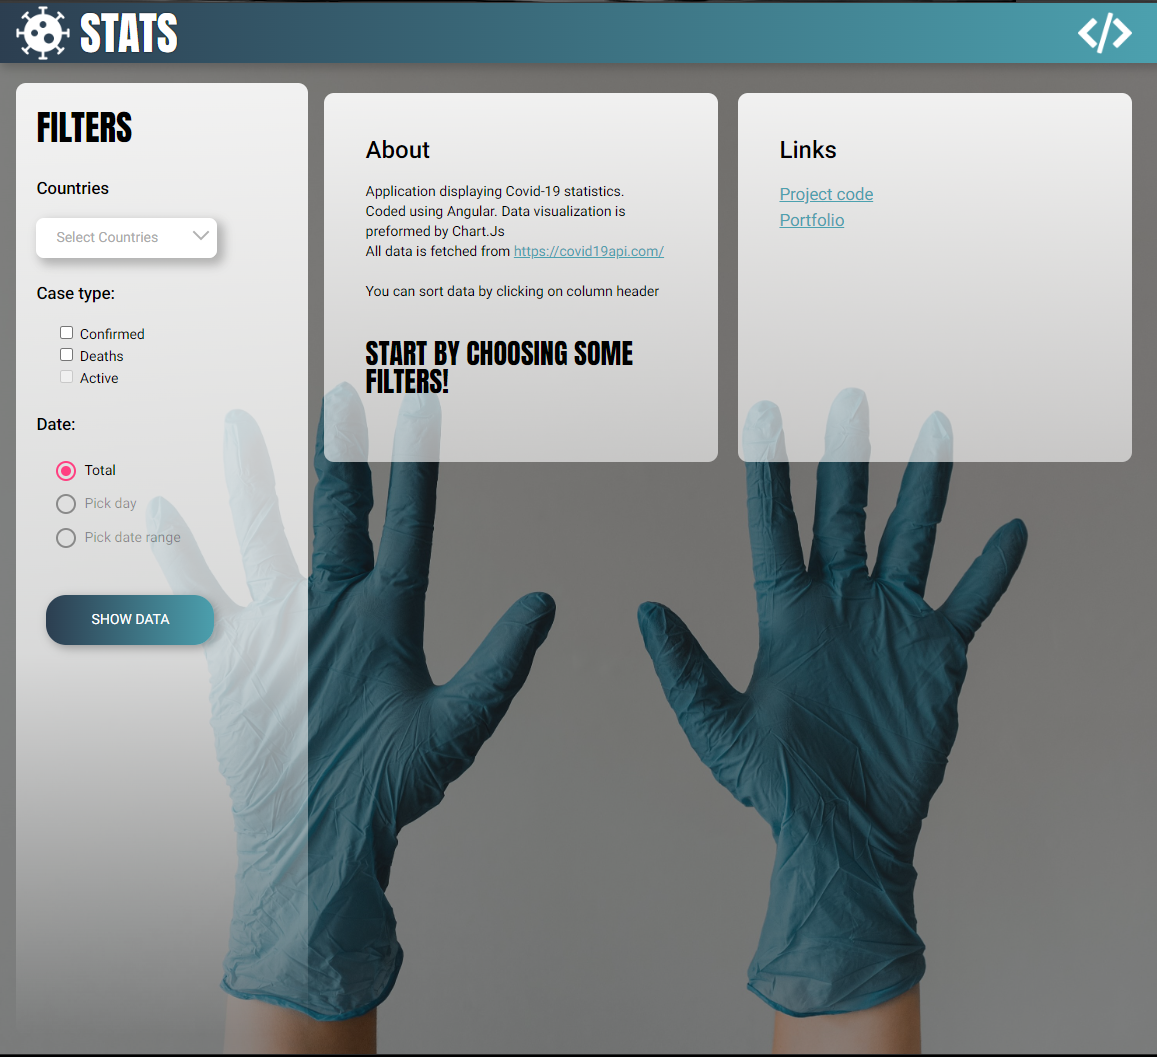 STATS
FILTERS
Countries
Select Countries
Case type:
Confirmed
Deaths
Active
Date:
Total
Pick day
Pick date range
SHOW DATA
About
Application displaying Covid-19 statistics.
Coded using Angular. Data visualization is
preformed by Chart.Js
All data is fetched from https://covid19api.com/
You can sort data by clicking on column header
START BY CHOOSING SOME
FILTERS!
Links
Project code
Portfolio